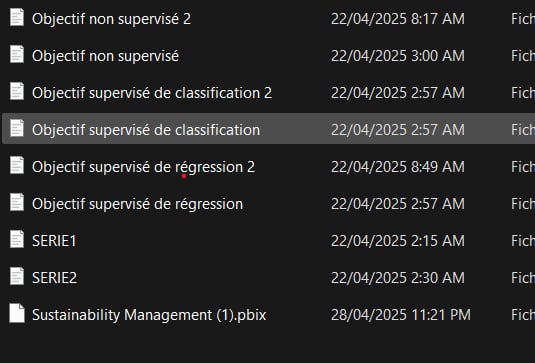 Objectif non supervisé 2 22/04/2025 8:17 AM Fich
Objectif non supervisé 22/04/2025 3:00 AM Fich
Objectif supervisé de classification 2 22/04/2025 2:57 AM Fich
Objectif supervisé de classification 22/04/2025 2:57 AM Fich
Objectif supervisé de régression 2 22/04/2025 8:49 AM Fich
Objectif supervisé de régression 22/04/2025 2:57 AM Fich
SERIE1 22/04/2025 2:15 AM Fich
SERIE2 22/04/2025 2:30 AM Fich
Sustainability Management (1).pbix 28/04/2025 11:21 PM Fich